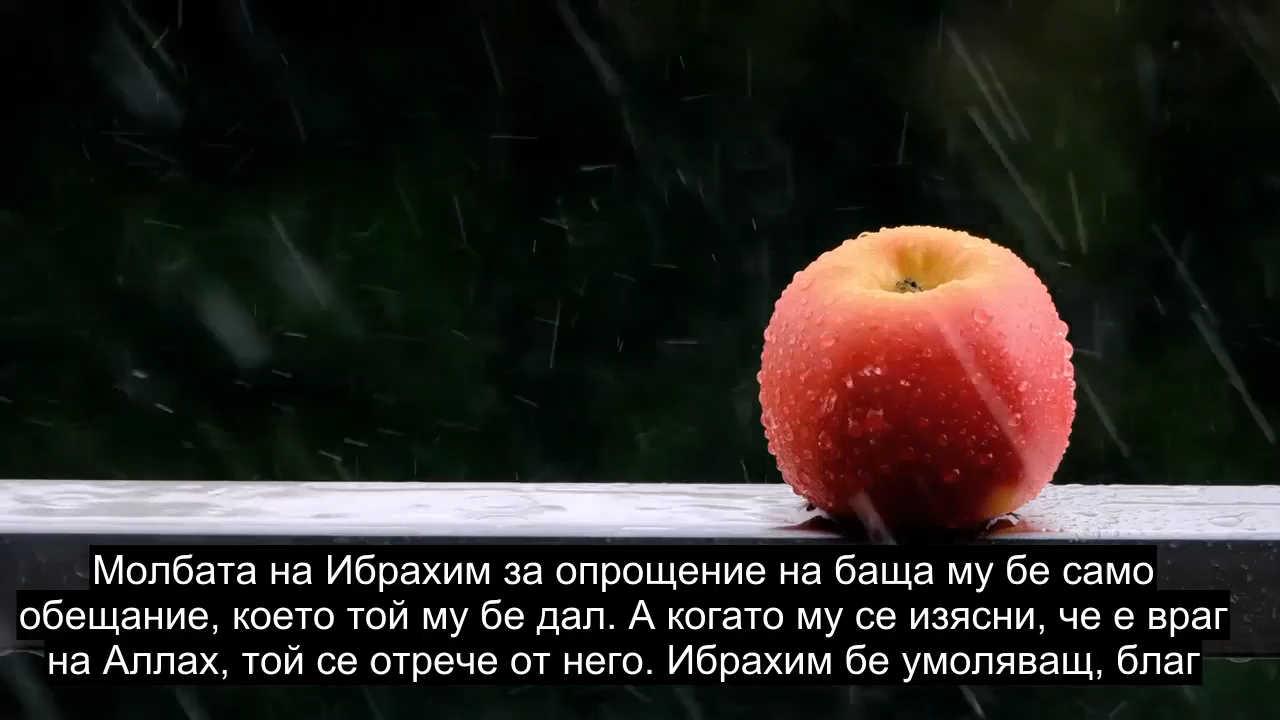 Молбата на Ибрахим за опрощение на баща му бе само
обещание, което той му бе дал. А когато му се изясни, че е враг
на Аллах, той се отрече от него. Ибрахим бе умоляващ, благ